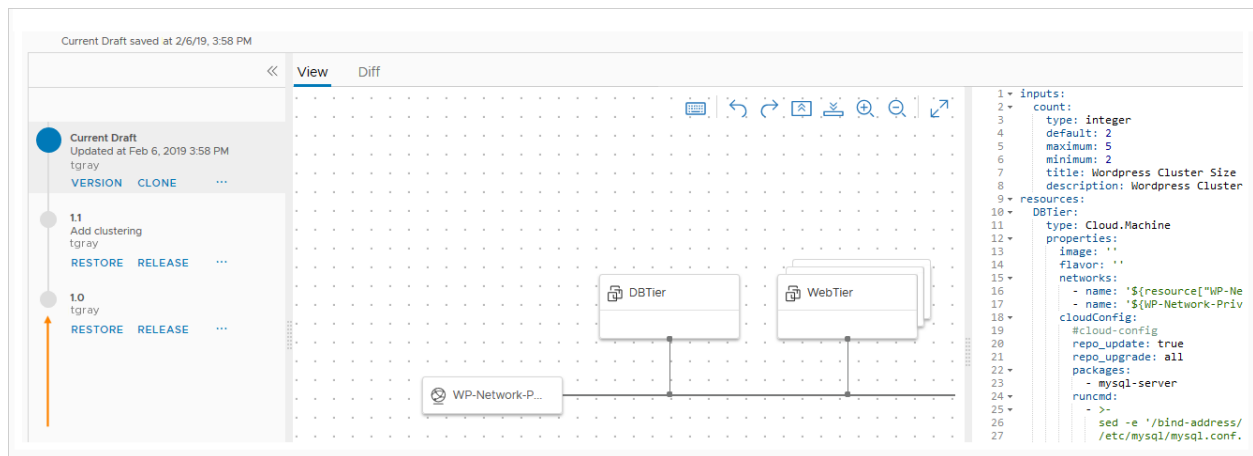 Current Draft saved at 2/6/19, 3:58 PM
View Diff
Current Draft
Updated at Feb 6, 2019 3:58 PM
tgray
VERSION CLONE ...
1.1
Add clustering
tgray
RESTORE RELEASE ...
1.0
tgray
RESTORE RELEASE ...
DBTier
WebTier
WP-Network-P...
1 inputs:
2 count:
3 type: integer
4 default: 2
5 maximum: 5
6 minimum: 2
7 title: Wordpress Cluster Size
8 description: Wordpress Cluster
9 resources:
10 DBTier:
11 type: Cloud.Machine
12 properties:
13 image: ''
14 flavor: ''
15 networks:
16 - name: '${resource["WP-Ne
17 - name: '${WP-Network-Priv
18 cloudConfig:
19 #cloud-config
20 repo_update: true
21 repo_upgrade: all
22 packages:
23 - mysql-server
24 runcmd:
25 - >-
26 sed -e '/bind-address/
27 /etc/mysql/mysql.conf.